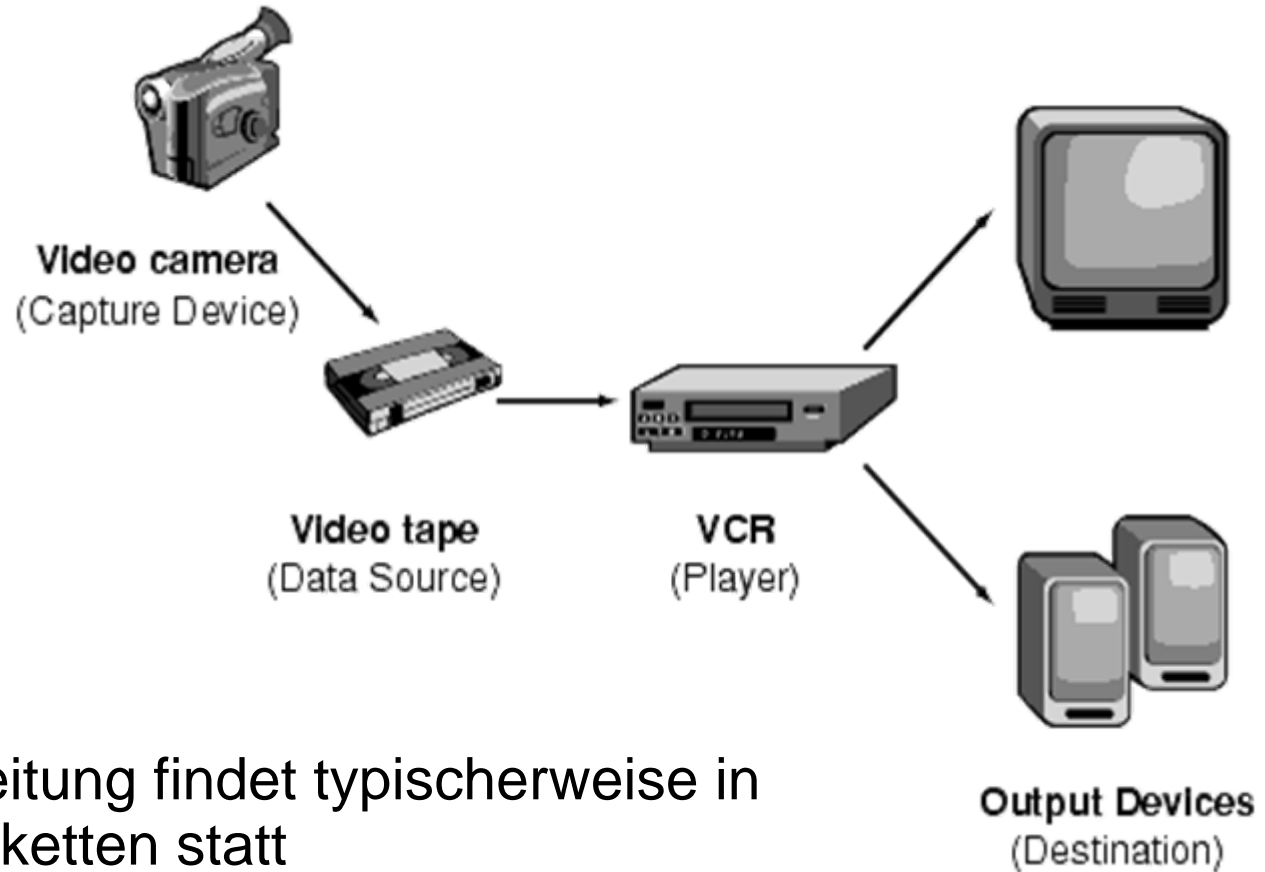 Video camera
(Capture Device)
Video tape
(Data Source)
VCR
(Player)
Output Devices
(Destination)
eitung findet typischerweise in
ketten statt